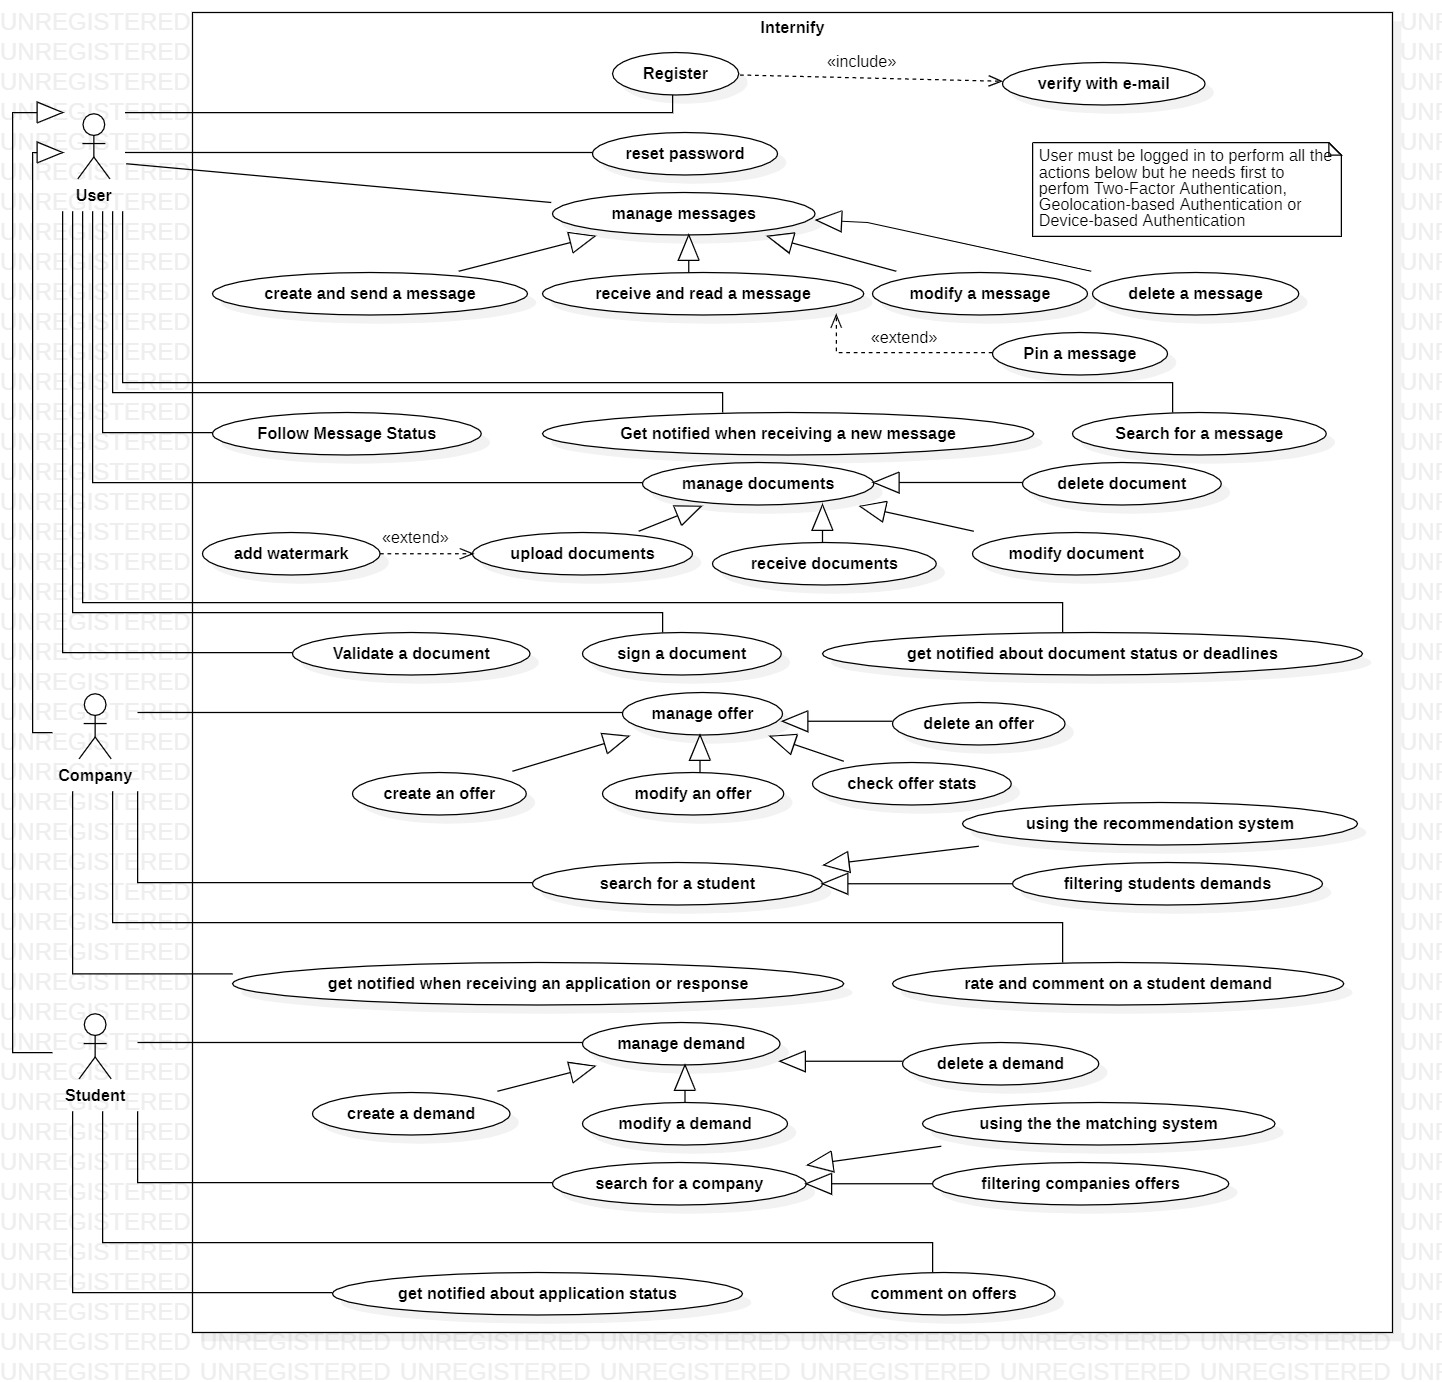 Internify
Register
«include»
verify with e-mail
User
reset password
User must be logged in to perform all the
actions below but he needs first to
perfom Two-Factor Authentication,
Geolocation-based Authentication or
Device-based Authentication
manage messages
create and send a message
receive and read a message
modify a message
delete a message
«extend»
Pin a message
Follow Message Status
Get notified when receiving a new message
Search for a message
manage documents
delete document
add watermark
«extend»
upload documents
receive documents
modify document
Validate a document
sign a document
get notified about document status or deadlines
Company
manage offer
delete an offer
create an offer
modify an offer
check offer stats
using the recommendation system
search for a student
filtering students demands
get notified when receiving an application or response
rate and comment on a student demand
Student
manage demand
delete a demand
create a demand
modify a demand
using the the matching system
search for a company
filtering companies offers
get notified about application status
comment on offers
UNREGISTERED